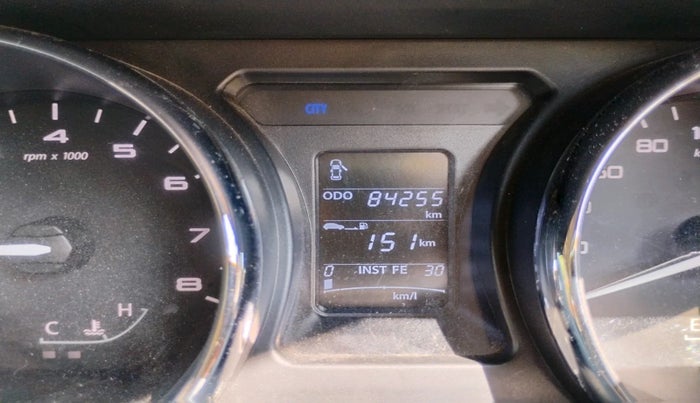 CITY
4
5
rpm x 1000
6
7
8
C H
ODO 84255
km
151 km
0 INST FE 30
km/l
80